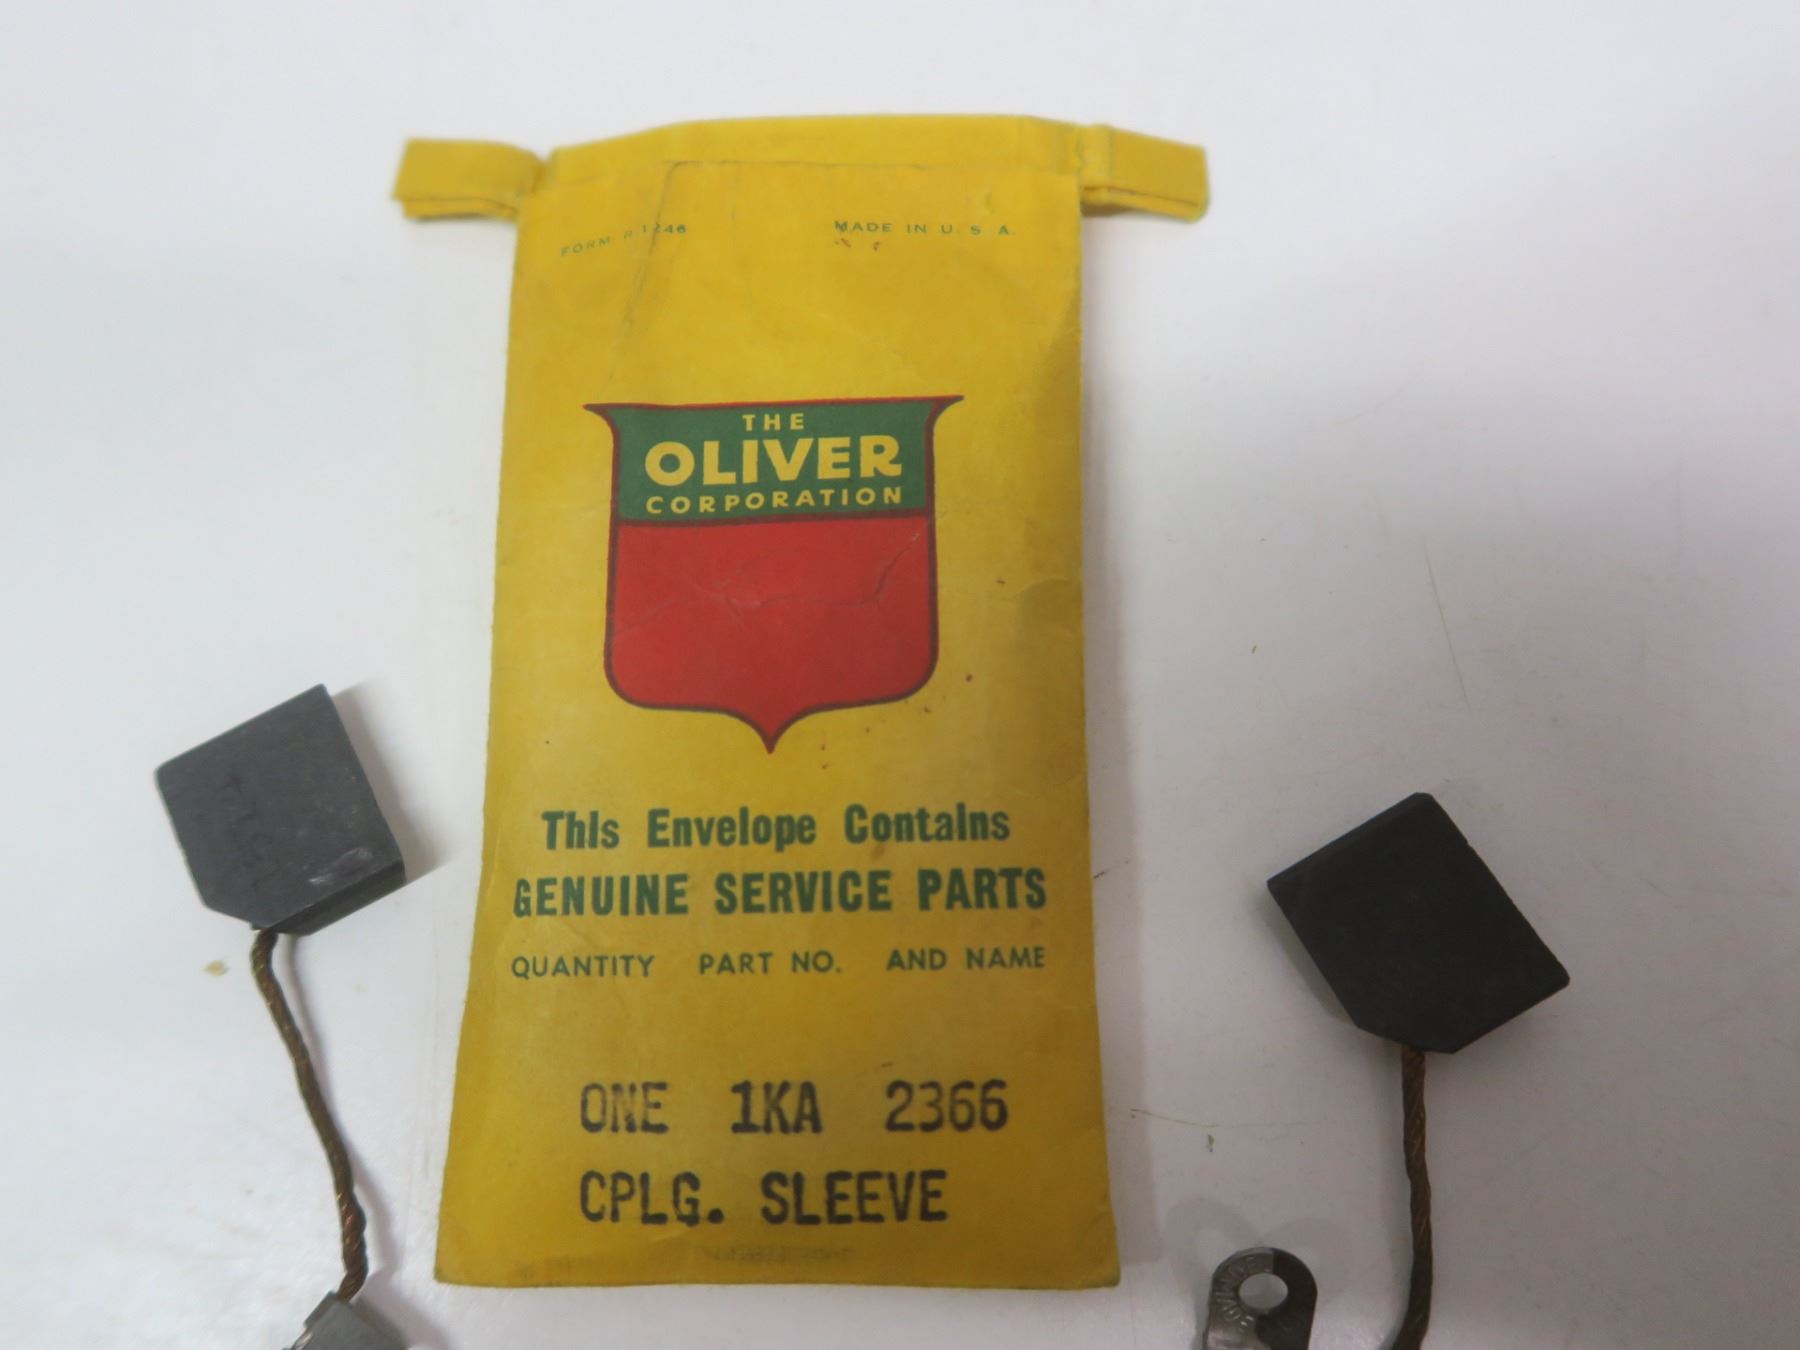 FORM R 1246 MADE IN U. S. A.
THE
OLIVER
CORPORATION
This Envelope Contains
GENUINE SERVICE PARTS
QUANTITY PART NO. AND NAME
ONE 1KA 2366
CPLG. SLEEVE